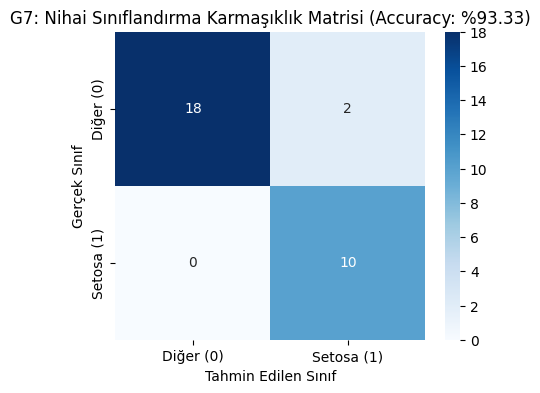 G7: Nihai Sınıflandırma Karmaşıklık Matrisi (Accuracy: %93.33)
Gerçek Sınıf
Diğer (0)
Setosa (1)
18
2
0
10
Diğer (0)
Setosa (1)
Tahmin Edilen Sınıf
18
16
14
12
10
8
6
4
2
0